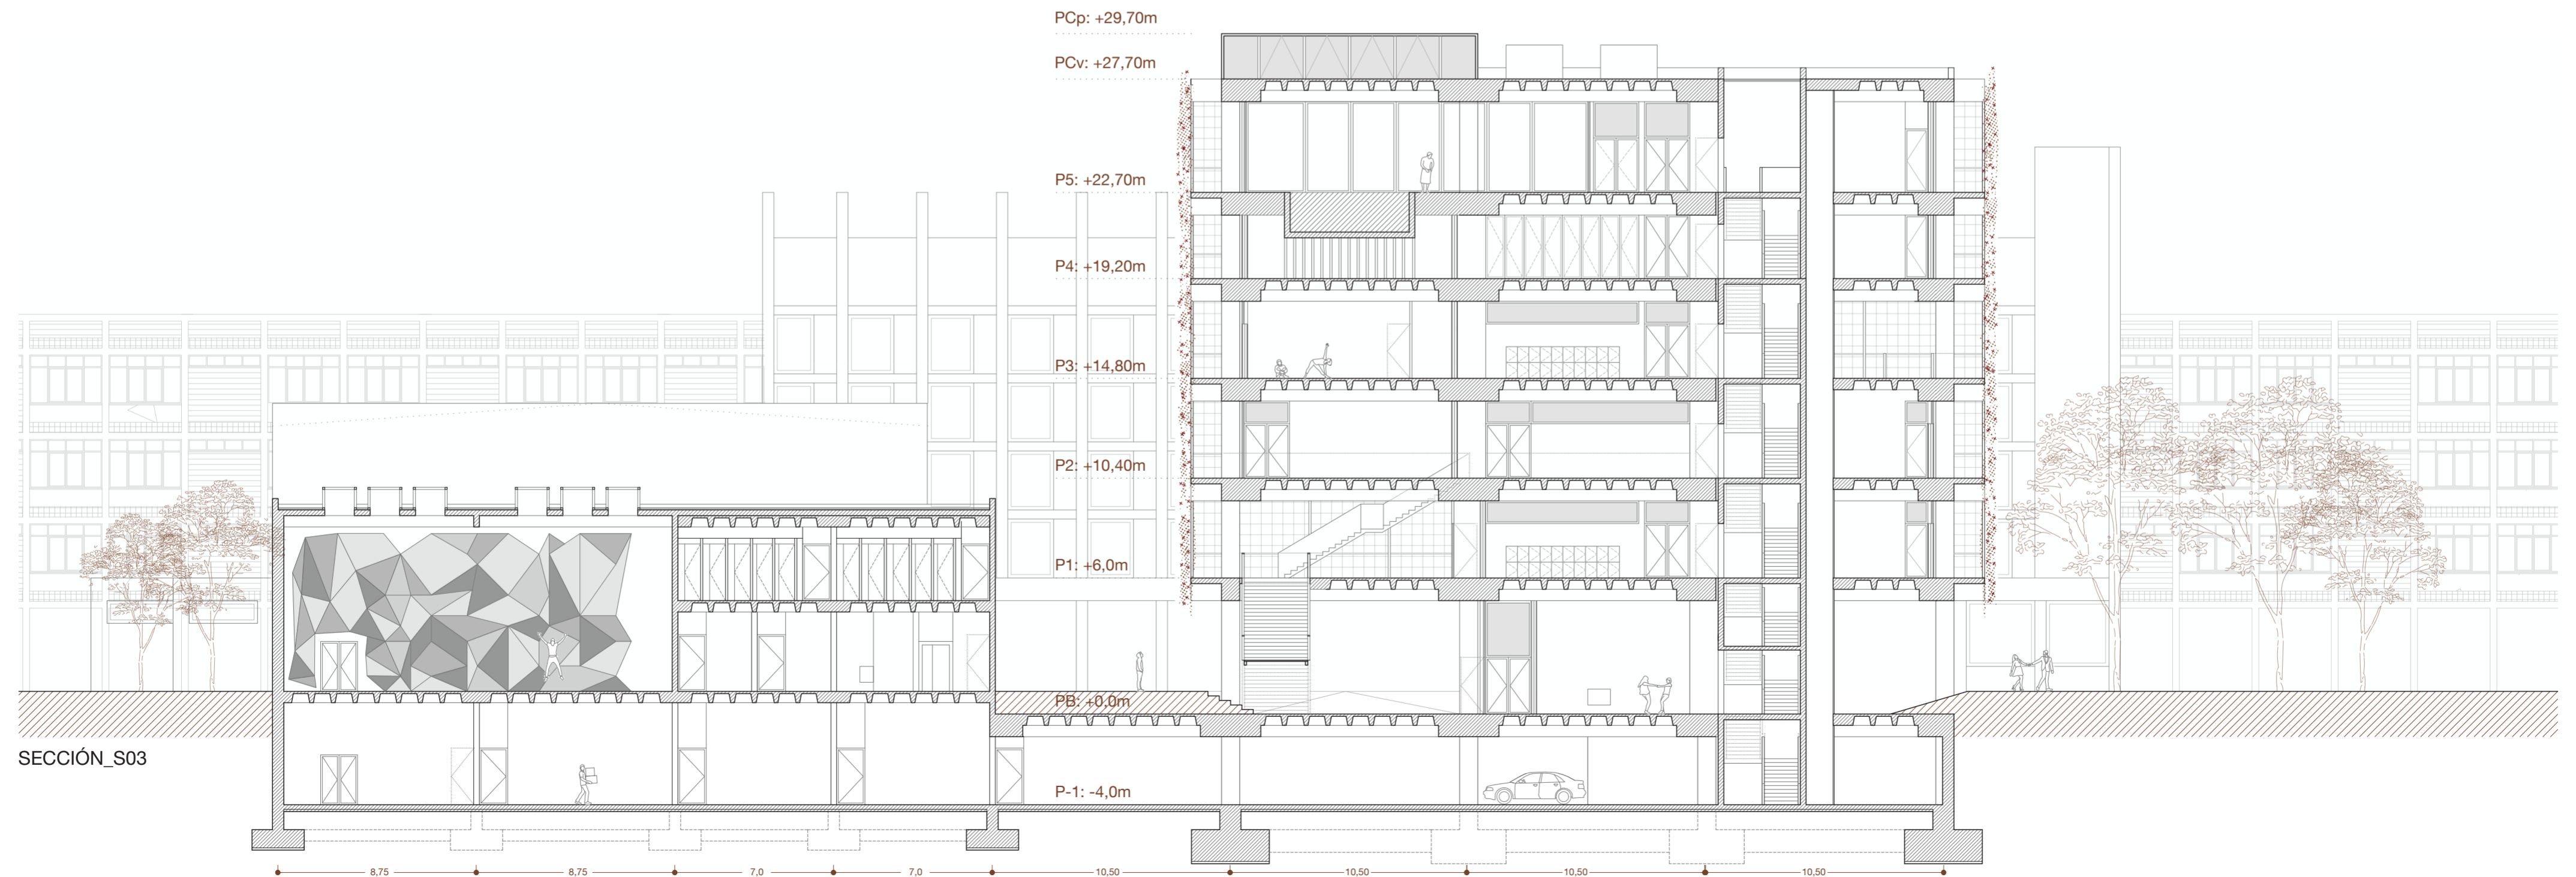 PCp: +29,70m
PCv: +27,70m
P5: +22,70m
P4: +19,20m
P3: +14,80m
P2: +10,40m
P1: +6,0m
PB: +0,0m
SECCIÓN_S03
P-1: -4,0m
8,75 8,75 7,0 7,0 10,50 10,50 10,50 10,50